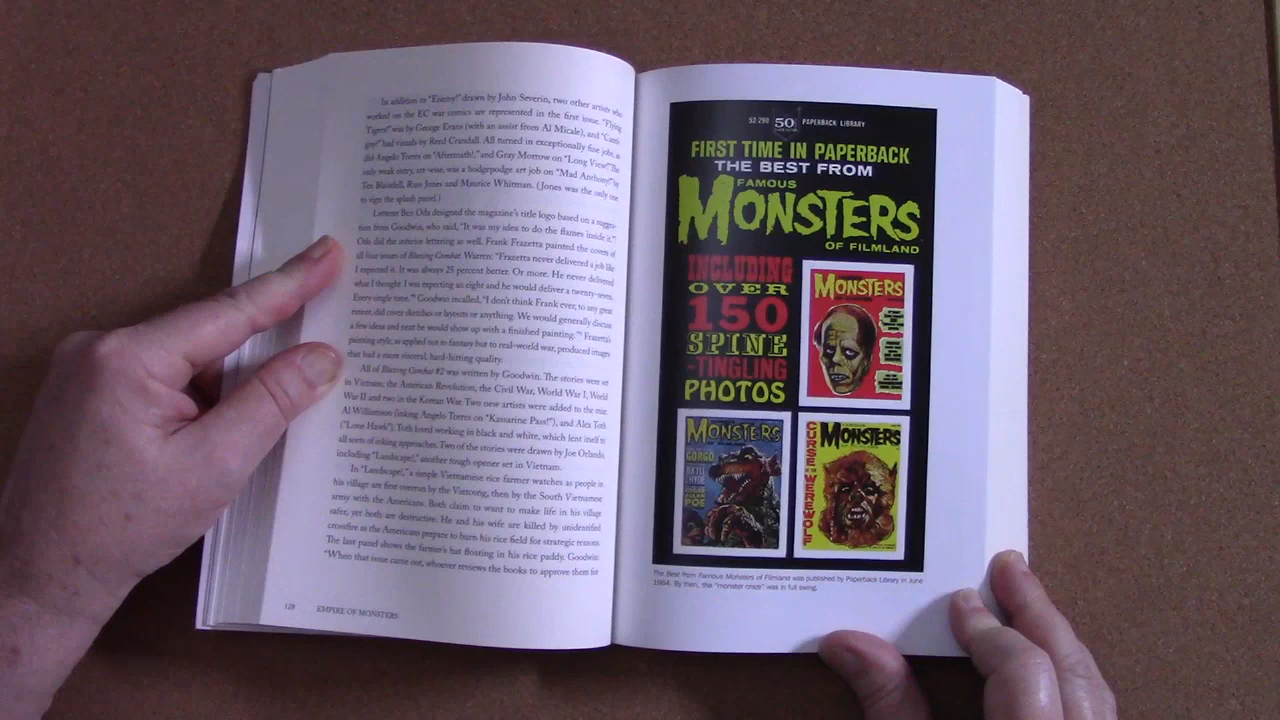 In addition to "Enemy!" drawn by John Severin, two other artists who
worked on the EC war comics are represented in the first issue. "Flying
Tigers!" was by George Evans (with an assist from Al Micale), and "Canti-
gny!" had visuals by Reed Crandall. All turned in exceptionally fine jobs, as
did Angelo Torres on "Aftermath!," and Gray Morrow on "Long View!" The
only weak entry, art-wise, was a hodgepodge art job on "Mad Anthony!" by
Tex Blaisdell, Russ Jones and Maurice Whitman. (Jones was the only one
to sign the splash panel.)
Letterer Ben Oda designed the magazine's title logo based on a sugges-
tion from Goodwin, who said, "It was my idea to do the flames inside it."
Oda did the interior lettering as well. Frank Frazetta painted the covers of
all four issues of Blazing Combat. Warren: "Frazetta never delivered a job like
I expected it. It was always 25 percent better. Or more. He never delivered
what I thought. I was expecting an eight and he would deliver a twenty-seven.
Every single time." Goodwin recalled, "I don't think Frank ever, to any great
extent, did cover sketches or layouts or anything. We would generally discuss
a few ideas and next he would show up with a finished painting." Frazetta's
painting style, as applied not to fantasy but to real-world war, produced images
that had a more visceral, hard-hitting quality.
All of Blazing Combat #2 was written by Goodwin. The stories were set
in Vietnam, the American Revolution, the Civil War, World War I, World
War II and two in the Korean War. Two new artists were added to the mix:
Al Williamson (inking Angelo Torres on "Kasserine Pass!"), and Alex Toth
("Lone Hawk"). Toth loved working in black and white, which lent itself to
all sorts of inking approaches. Two of the stories were drawn by Joe Orlando,
including "Landscape!," another tough opener set in Vietnam.
In "Landscape!," a simple Vietnamese rice farmer watches as people in
his village are first overrun by the Vietcong, then by the South Vietnamese
army with the Americans. Both claim to want to make life in his village
safer, yet both are destructive. He and his wife are killed by unidentified
crossfire as the Americans prepare to burn his rice field for strategic reasons.
The last panel shows the farmer's hat floating in his rice paddy. Goodwin:
"When that issue came out, whoever reviews the books to approve them for
128 EMPIRE OF MONSTERS
52-290 50 PAPERBACK LIBRARY
FIRST TIME IN PAPERBACK
THE BEST FROM
FAMOUS
MONSTERS
OF FILMLAND
INCLUDING
OVER
150
SPINE
-TINGLING
PHOTOS
MONSTERS
MONSTERS
GORGO
JEKYLL
HYDE
EDGAR
ALLAN
POE
MONSTERS
CURSE OF THE WEREWOLF
The Best from Famous Monsters of Filmland was published by Paperback Library in June
1964. By then, the "monster craze" was in full swing.